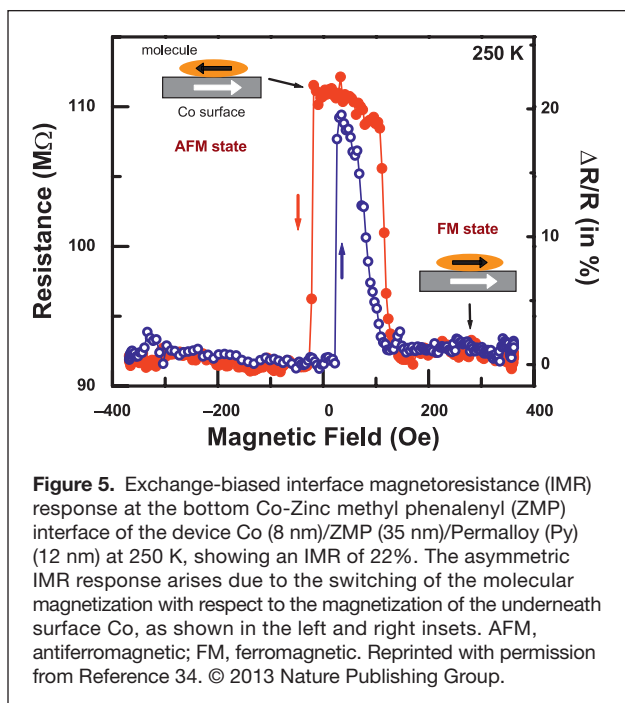 115
250 K
molecule
20
110
Co surface
AFM state
Resistance (MΩ)
ΔR/R (in %)
FM state
10
100
0
90
−400
−200
0
200
400
Magnetic Field (Oe)
Figure 5. Exchange-biased interface magnetoresistance (IMR)
response at the bottom Co-Zinc methyl phenalenyl (ZMP)
interface of the device Co (8 nm)/ZMP (35 nm)/Permalloy (Py)
(12 nm) at 250 K, showing an IMR of 22%. The asymmetric
IMR response arises due to the switching of the molecular
magnetization with respect to the magnetization of the underneath
surface Co, as shown in the left and right insets. AFM,
antiferromagnetic; FM, ferromagnetic. Reprinted with permission
from Reference 34. © 2013 Nature Publishing Group.